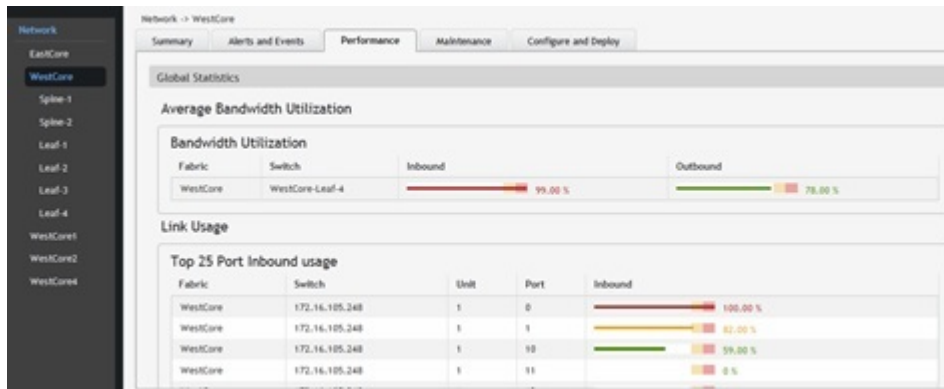 Network -> WestCore
Network
EastCore
WestCore
Spine-1
Spine-2
Leaf-1
Leaf-2
Leaf-3
Leaf-4
WestCore1
WestCore2
WestCore4
Summary Alerts and Events Performance Maintenance Configure and Deploy
Global Statistics
Average Bandwidth Utilization
Bandwidth Utilization
Fabric Switch Inbound Outbound
WestCore WestCore-Leaf-4 99.00 % 78.00 %
Link Usage
Top 25 Port Inbound usage
Fabric Switch Unit Port Inbound
WestCore 172.16.105.248 1 0 100.00 %
WestCore 172.16.105.248 1 1 82.00 %
WestCore 172.16.105.248 1 10 59.00 %
WestCore 172.16.105.248 1 11 0 %